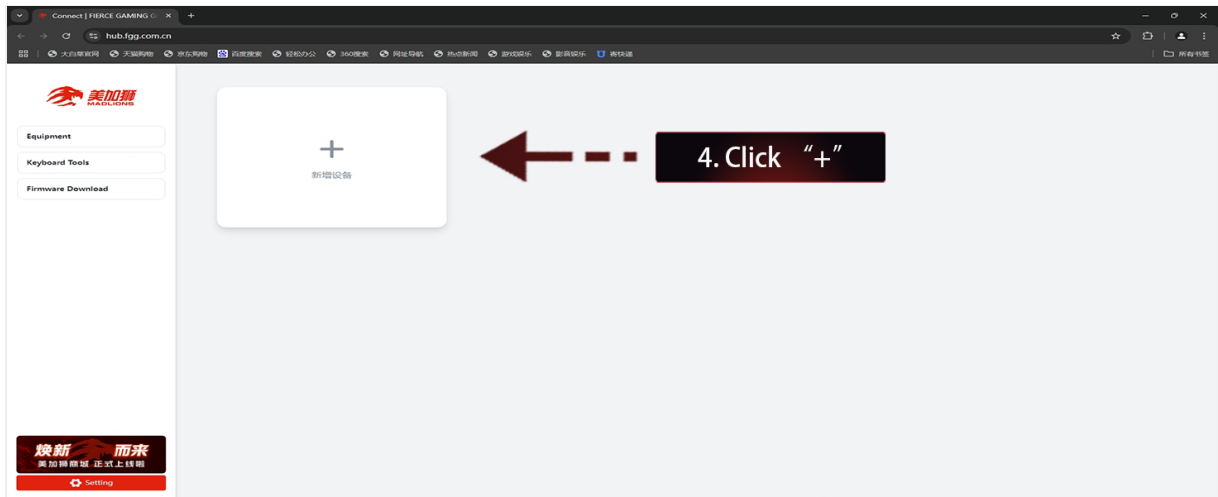 Connect | FIERCE GAMING G
hub.fgg.com.cn
大白菜官网 天猫购物 京东购物 百度搜索 轻松办公 360搜索 网址导航 热点新闻 游戏娱乐 影音娱乐 寄快递 所有书签
美加狮
MADLIONS
Equipment
Keyboard Tools
Firmware Download
新增设备
4. Click “+”
焕新 而来
美加狮商城 正式上线啦
Setting